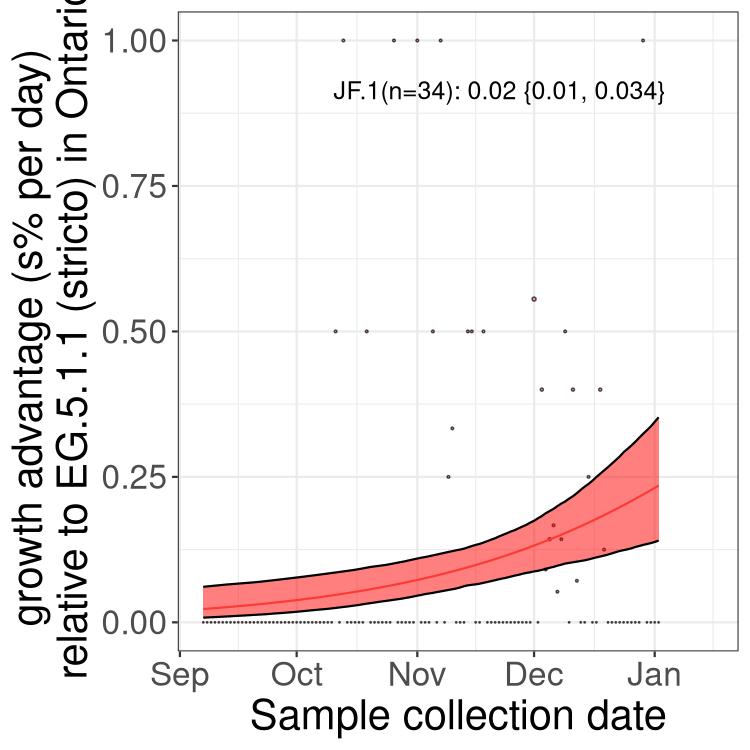 growth advantage (s% per day)
relative to EG.5.1.1 (stricto) in Ontario
1.00
0.75
0.50
0.25
0.00
JF.1(n=34): 0.02 {0.01, 0.034}
Sep Oct Nov Dec Jan
Sample collection date